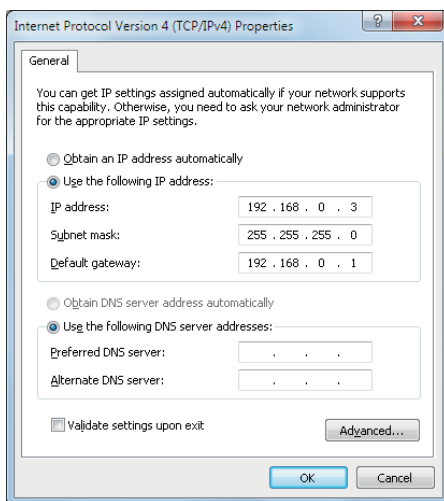 Internet Protocol Version 4 (TCP/IPv4) Properties
General
You can get IP settings assigned automatically if your network supports
this capability. Otherwise, you need to ask your network administrator
for the appropriate IP settings.
Obtain an IP address automatically
Use the following IP address:
IP address: 192 . 168 . 0 . 3
Subnet mask: 255 . 255 . 255 . 0
Default gateway: 192 . 168 . 0 . 1
Obtain DNS server address automatically
Use the following DNS server addresses:
Preferred DNS server: . . .
Alternate DNS server: . . .
Validate settings upon exit
Advanced...
OK Cancel